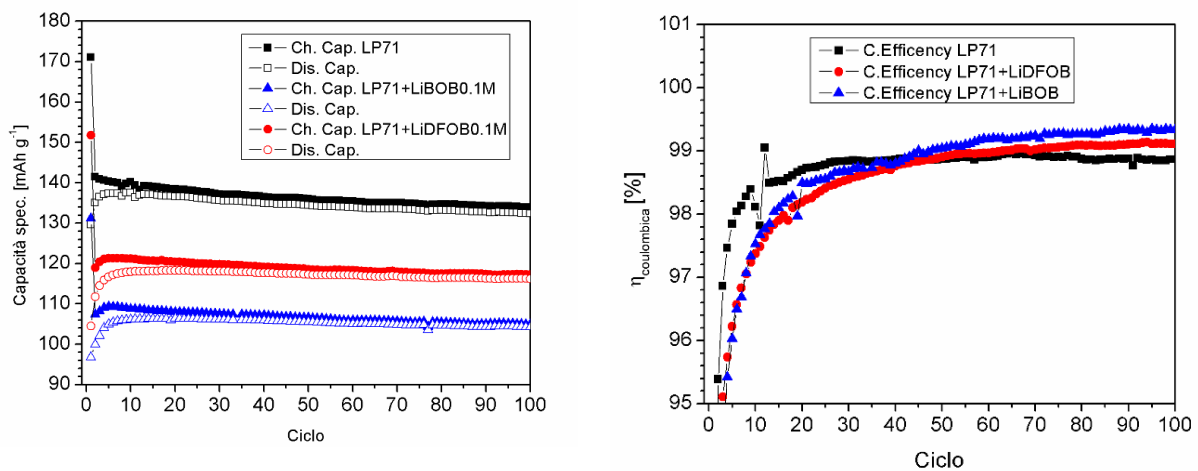 180
170
160
150
140
130
120
110
100
90
Capacità spec. [mAh g-1]
Ch. Cap. LP71
Dis. Cap.
Ch. Cap. LP71+LiBOB0.1M
Dis. Cap.
Ch. Cap. LP71+LiDFOB0.1M
Dis. Cap.
0 10 20 30 40 50 60 70 80 90 100
Ciclo
101
100
99
98
97
96
95
ηcoulombica [%]
C.Efficency LP71
C.Efficency LP71+LiDFOB
C.Efficency LP71+LiBOB
0 10 20 30 40 50 60 70 80 90 100
Ciclo